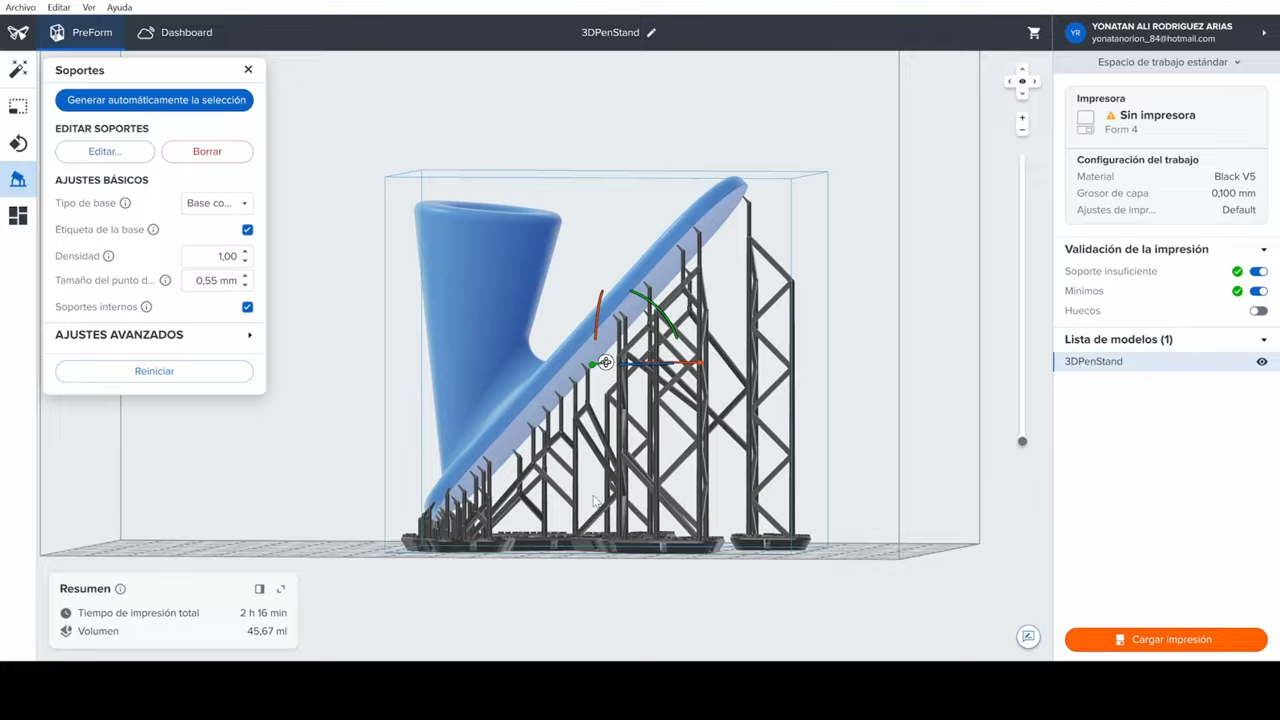 Archivo Editar Ver Ayuda
PreForm
Dashboard
3DPenStand
YR
YONATAN ALI RODRIGUEZ ARIAS
yonatanorion_84@hotmail.com
Soportes
Generar automáticamente la selección
EDITAR SOPORTES
Editar... Borrar
AJUSTES BÁSICOS
Tipo de base Base co...
Etiqueta de la base
Densidad 1,00
Tamaño del punto d... 0,55 mm
Soportes internos
AJUSTES AVANZADOS
Reiniciar
Resumen
Tiempo de impresión total 2 h 16 min
Volumen 45,67 ml
Espacio de trabajo estándar
Impresora
Sin impresora
Form 4
Configuración del trabajo
Material Black V5
Grosor de capa 0,100 mm
Ajustes de impr... Default
Validación de la impresión
Soporte insuficiente
Mínimos
Huecos
Lista de modelos (1)
3DPenStand
Cargar impresión